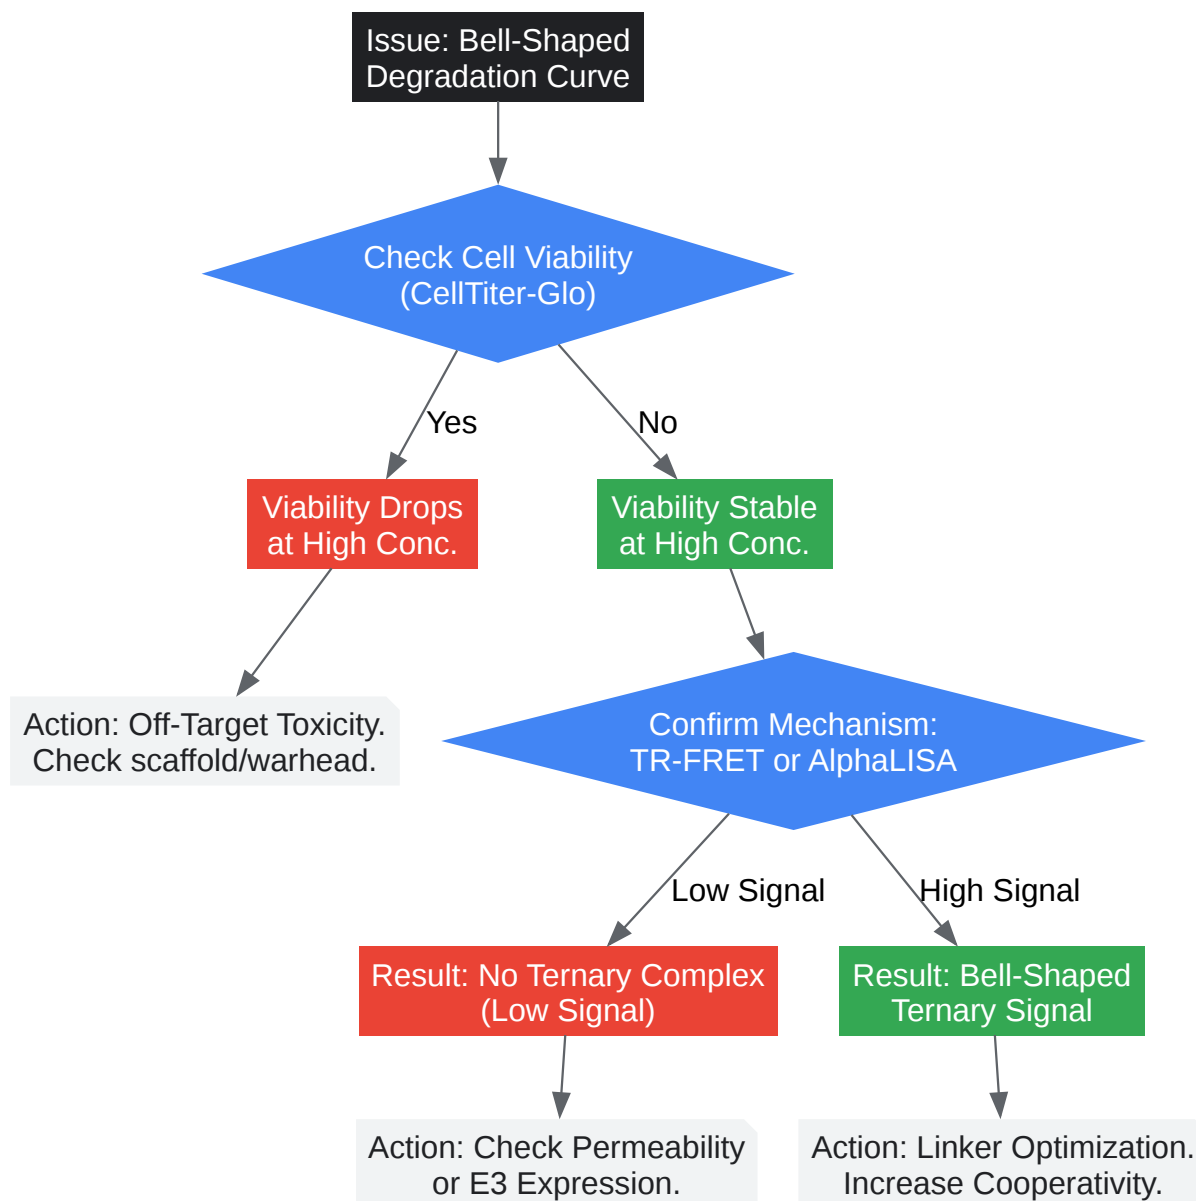 Issue: Bell-Shaped
Degradation Curve
Check Cell Viability
(CellTiter-Glo)
Yes
No
Viability Drops
at High Conc.
Viability Stable
at High Conc.
Action: Off-Target Toxicity.
Check scaffold/warhead.
Confirm Mechanism:
TR-FRET or AlphaLISA
Low Signal
High Signal
Result: No Ternary Complex
(Low Signal)
Result: Bell-Shaped
Ternary Signal
Action: Check Permeability
or E3 Expression.
Action: Linker Optimization.
Increase Cooperativity.